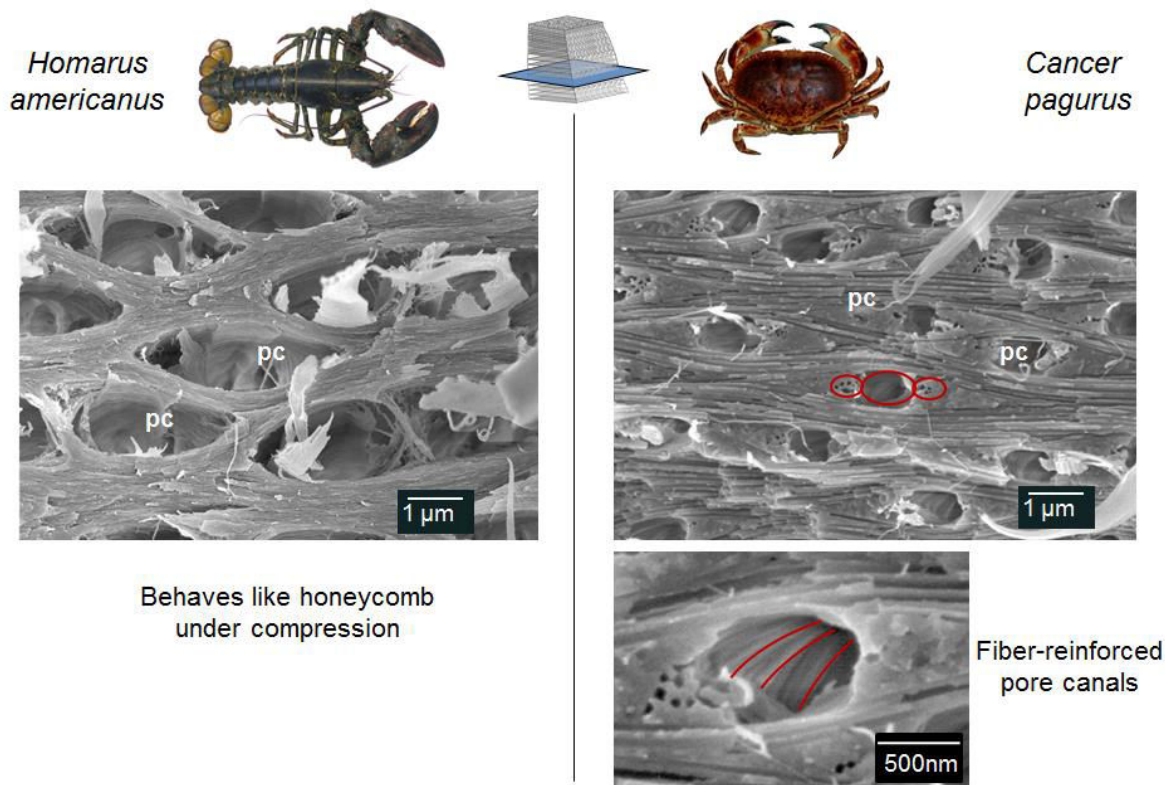 Homarus
americanus
Cancer
pagurus
pc
pc
1 µm
pc
pc
1 µm
Behaves like honeycomb
under compression
500nm
Fiber-reinforced
pore canals